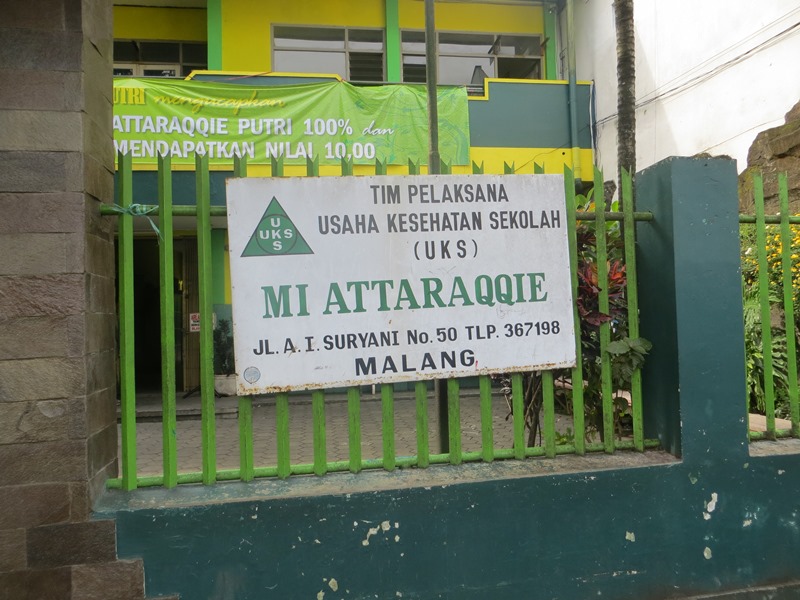 UTRI mengucapkan
ATTARAQQIE PUTRI 100% dan
MENDAPATKAN NILAI 10,00
TIM PELAKSANA
USAHA KESEHATAN SEKOLAH
(UKS)
U
UKS
S
MI ATTARAQQIE
JL. A. I. SURYANI No. 50 TLP. 367198
MALANG